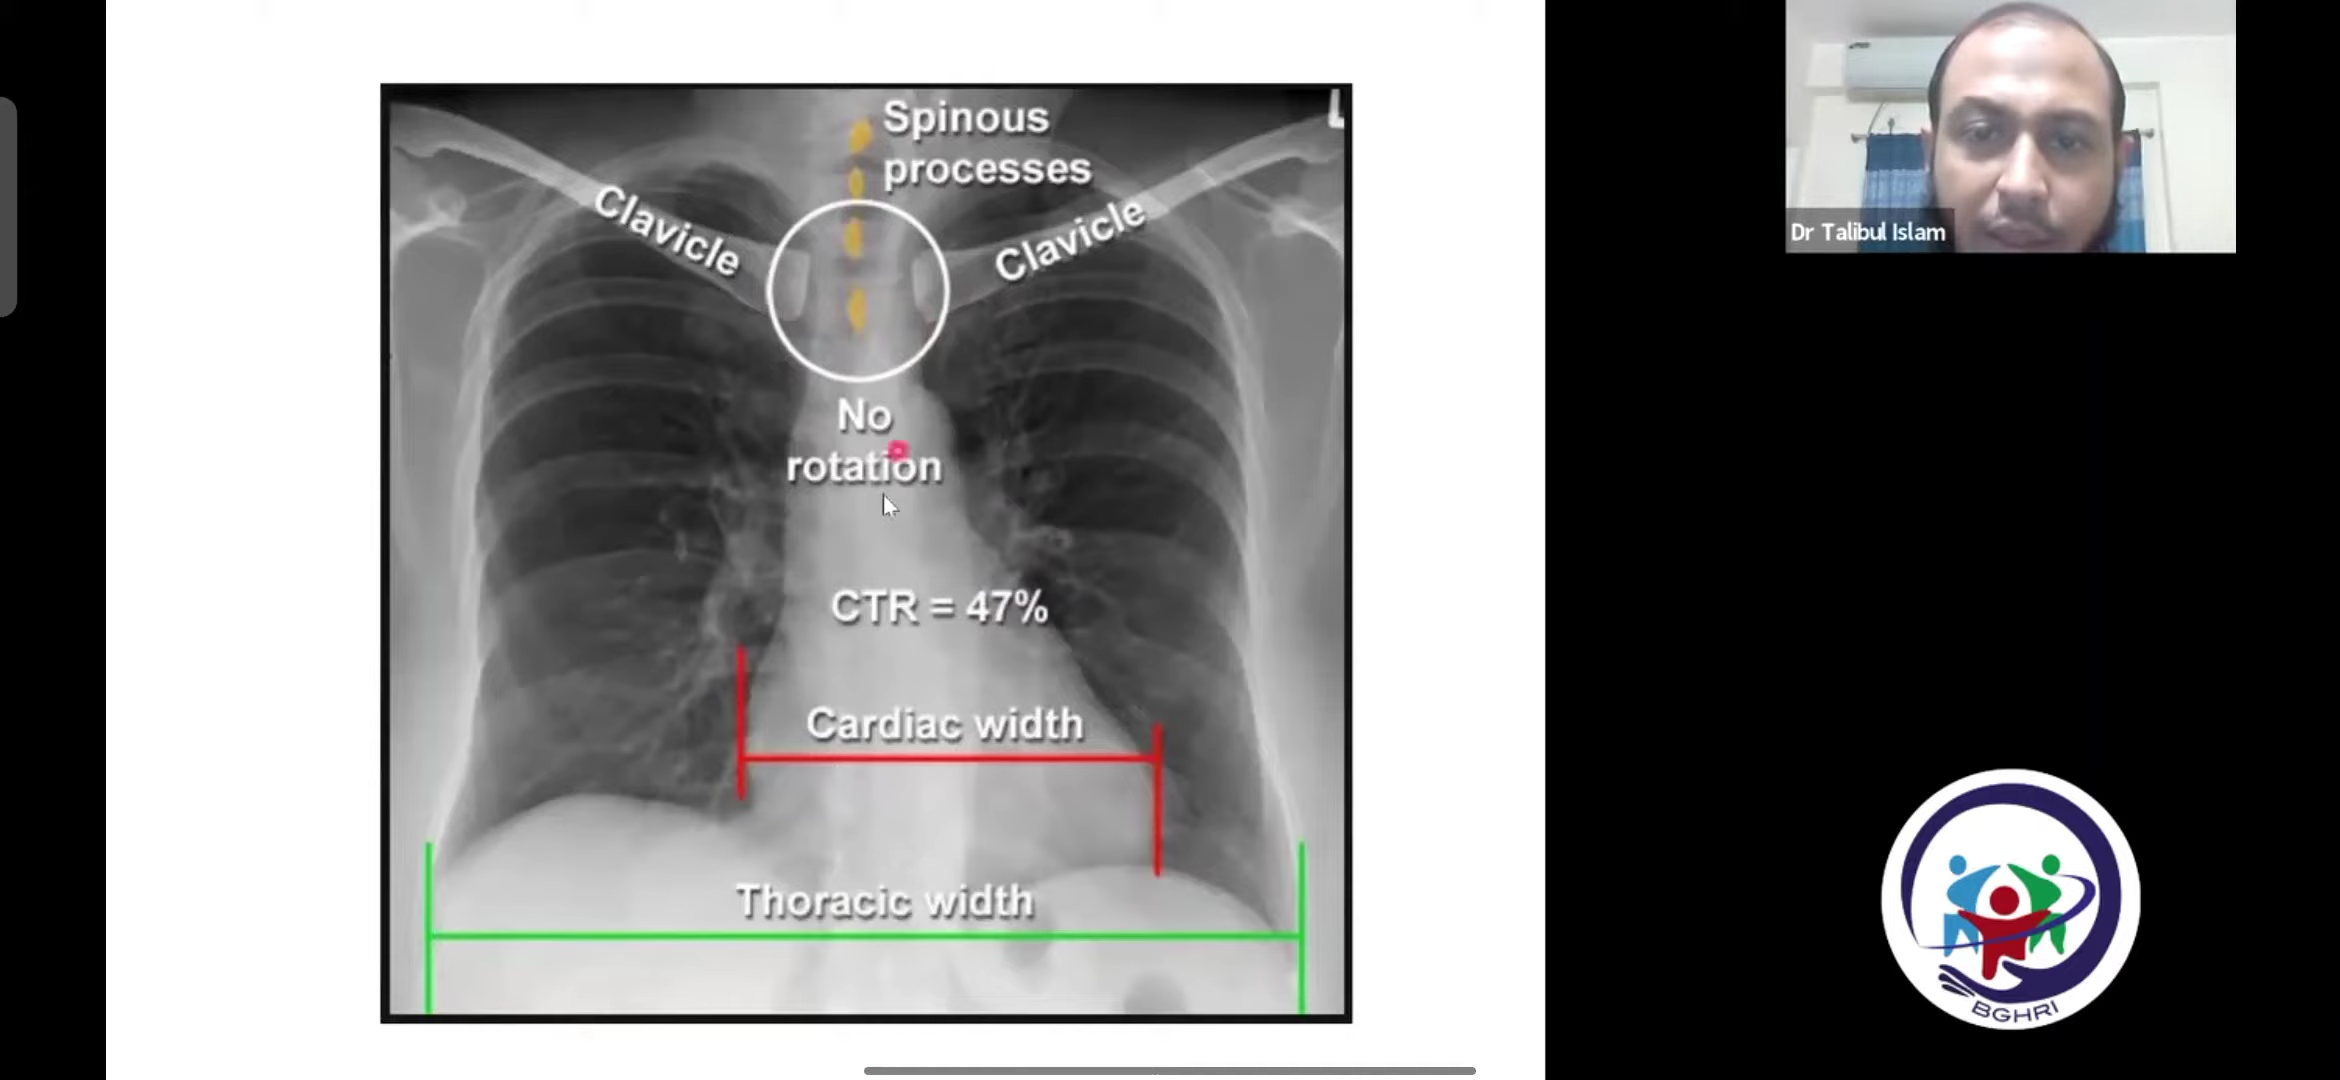 L
Spinous
processes
Clavicle
Clavicle
No
rotation
CTR = 47%
Cardiac width
Thoracic width
Dr Talibul Islam
BGHRI